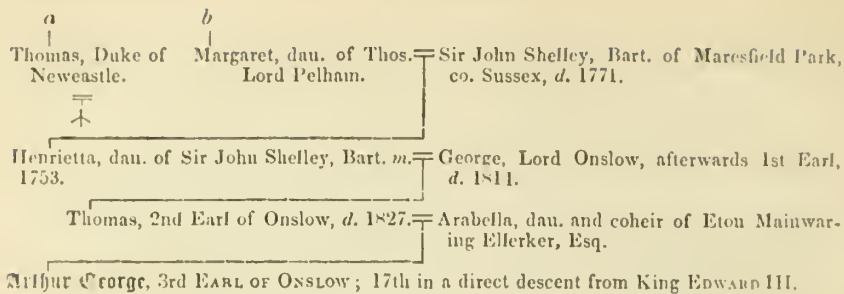 a b
Thomas, Duke of Newcastle. Margaret, dau. of Thos. Lord Pelham. = Sir John Shelley, Bart. of Maresfield Park, co. Sussex, d. 1771.
Henrietta, dau. of Sir John Shelley, Bart. m. 1753. = George, Lord Onslow, afterwards 1st Earl, d. 1811.
Thomas, 2nd Earl of Onslow, d. 1827. = Arabella, dau. and coheir of Eton Mainwaring Ellerker, Esq.
Arthur George, 3rd EARL OF ONSLOW; 17th in a direct descent from King EDWARD III.